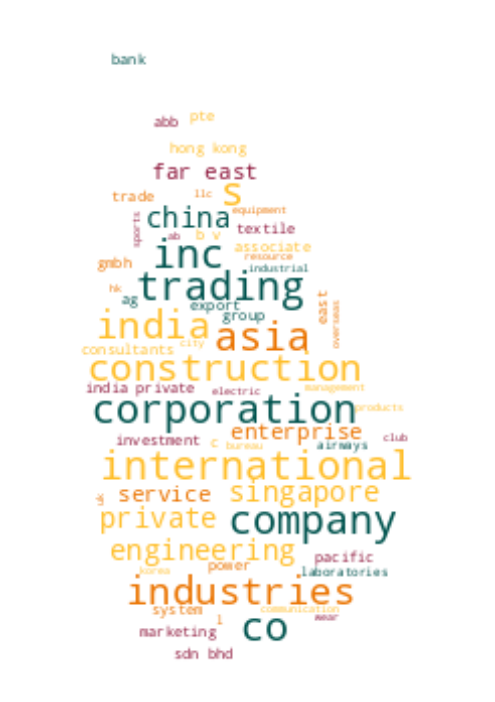 bank
abb pte
hong kong
far east
trade llc s
sports china equipment
ab b v textile
inc associate
gmbh resource
industrial
hk trading
ag export east overseas
india group
asia
consultants city
construction
india private electric management
corporation products
enterprise club
investment c bureau airways
international
service singapore
private company
engineering pacific
korea power laboratories
industries
system communication
l wear
marketing co
sdn bhd